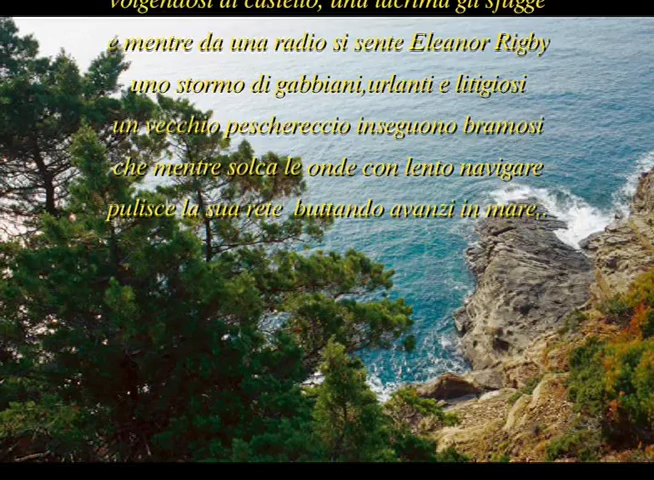 volgendosi al castello, una lacrima gli sfugge
e mentre da una radio si sente Eleanor Rigby
uno stormo di gabbiani,urlanti e litigiosi
un vecchio peschereccio inseguono bramosi
che mentre solca le onde con lento navigare
pulisce la sua rete buttando avanzi in mare..